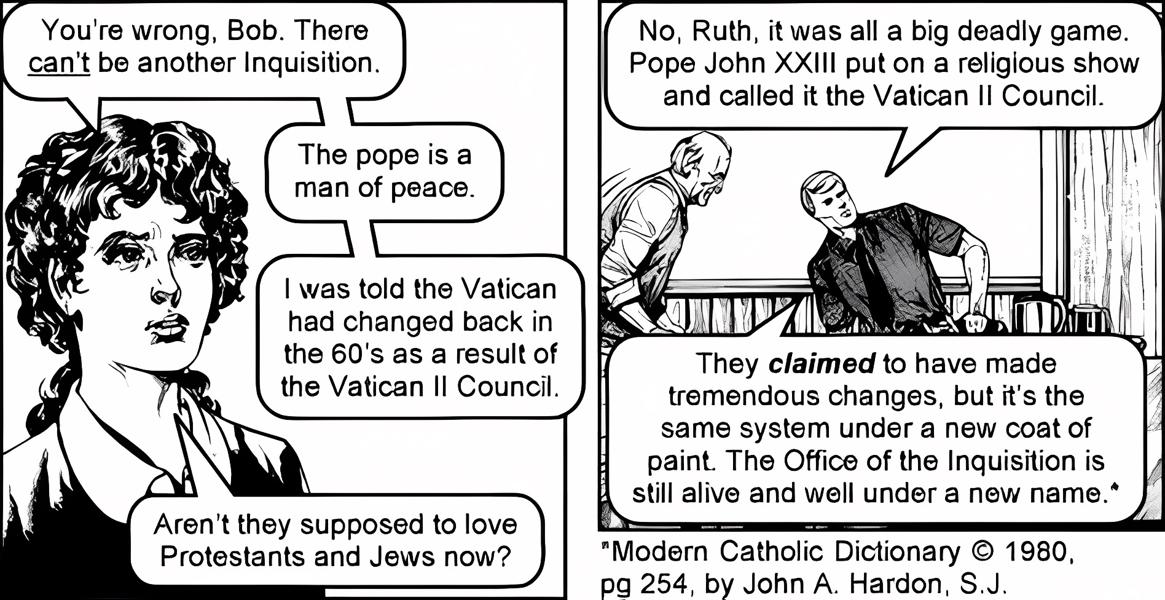 You're wrong, Bob. There
can't be another Inquisition.
The pope is a
man of peace.
I was told the Vatican
had changed back in
the 60's as a result of
the Vatican II Council.
Aren't they supposed to love
Protestants and Jews now?
No, Ruth, it was all a big deadly game.
Pope John XXIII put on a religious show
and called it the Vatican II Council.
They claimed to have made
tremendous changes, but it's the
same system under a new coat of
paint. The Office of the Inquisition is
still alive and well under a new name.*
*Modern Catholic Dictionary © 1980,
pg 254, by John A. Hardon, S.J.